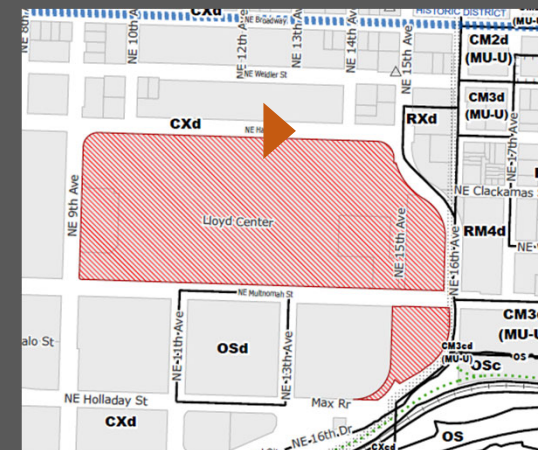 CXd
HISTORIC DISTRICT
NE Broadway
NE 10th Ave
NE 12th Ave
NE 13th Ave
NE 14th Ave
NE 15th Ave
CM2d
(MU-U)
NE Weidler St
CM3d
(MU-U)
CXd
RXd
NE 17th Ave
NE Clackamas
NE 9th Ave
Lloyd Center
NE 15th Ave
NE 16th Ave
RM4d
NE Multnomah St
NE 11th Ave
OSd
NE 13th Ave
CM3cd
(MU-U)
OSc
OS
NE Holladay St
Max Rr
CXd
NE 16th Dr
OS
CXcd